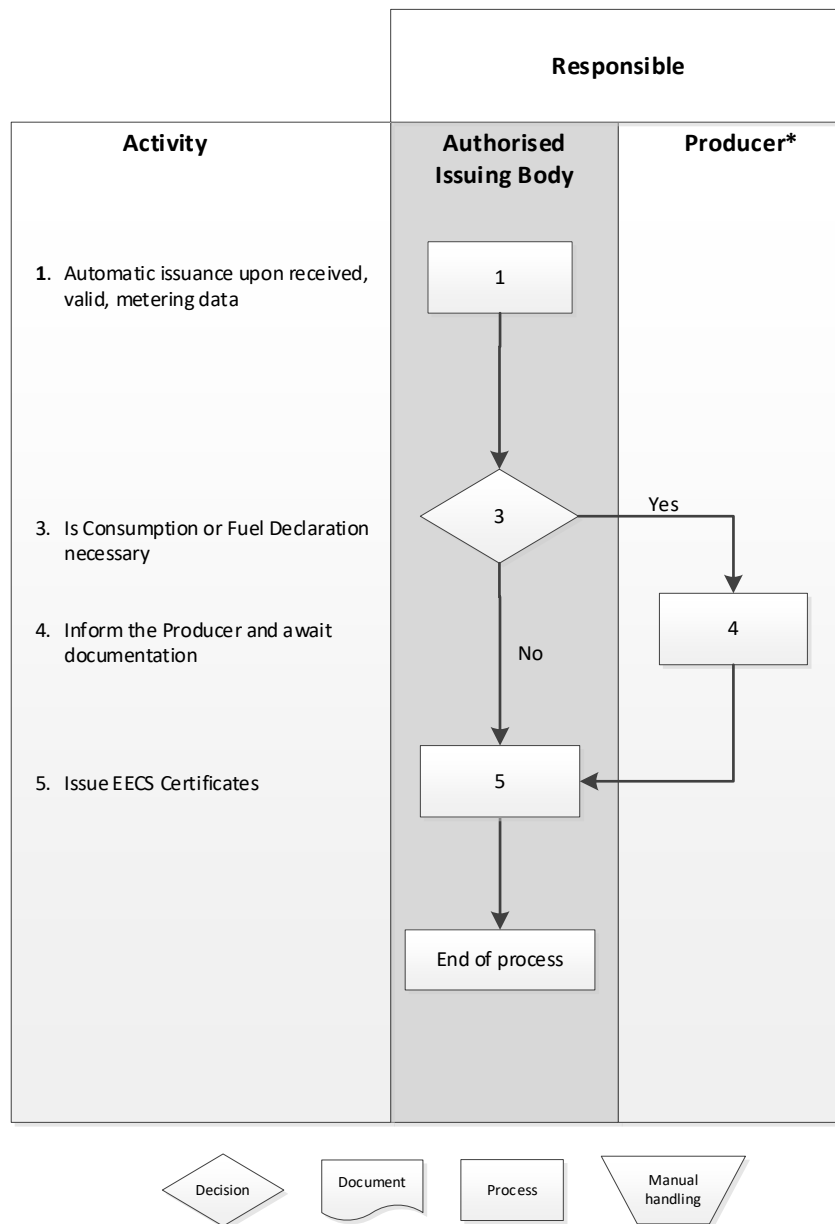 Responsible
Activity
Authorised
Issuing Body
Producer*
1. Automatic issuance upon received,
valid, metering data
1
3. Is Consumption or Fuel Declaration
necessary
3
Yes
4. Inform the Producer and await
documentation
4
No
5. Issue EECS Certificates
5
End of process
Decision
Document
Process
Manual
handling